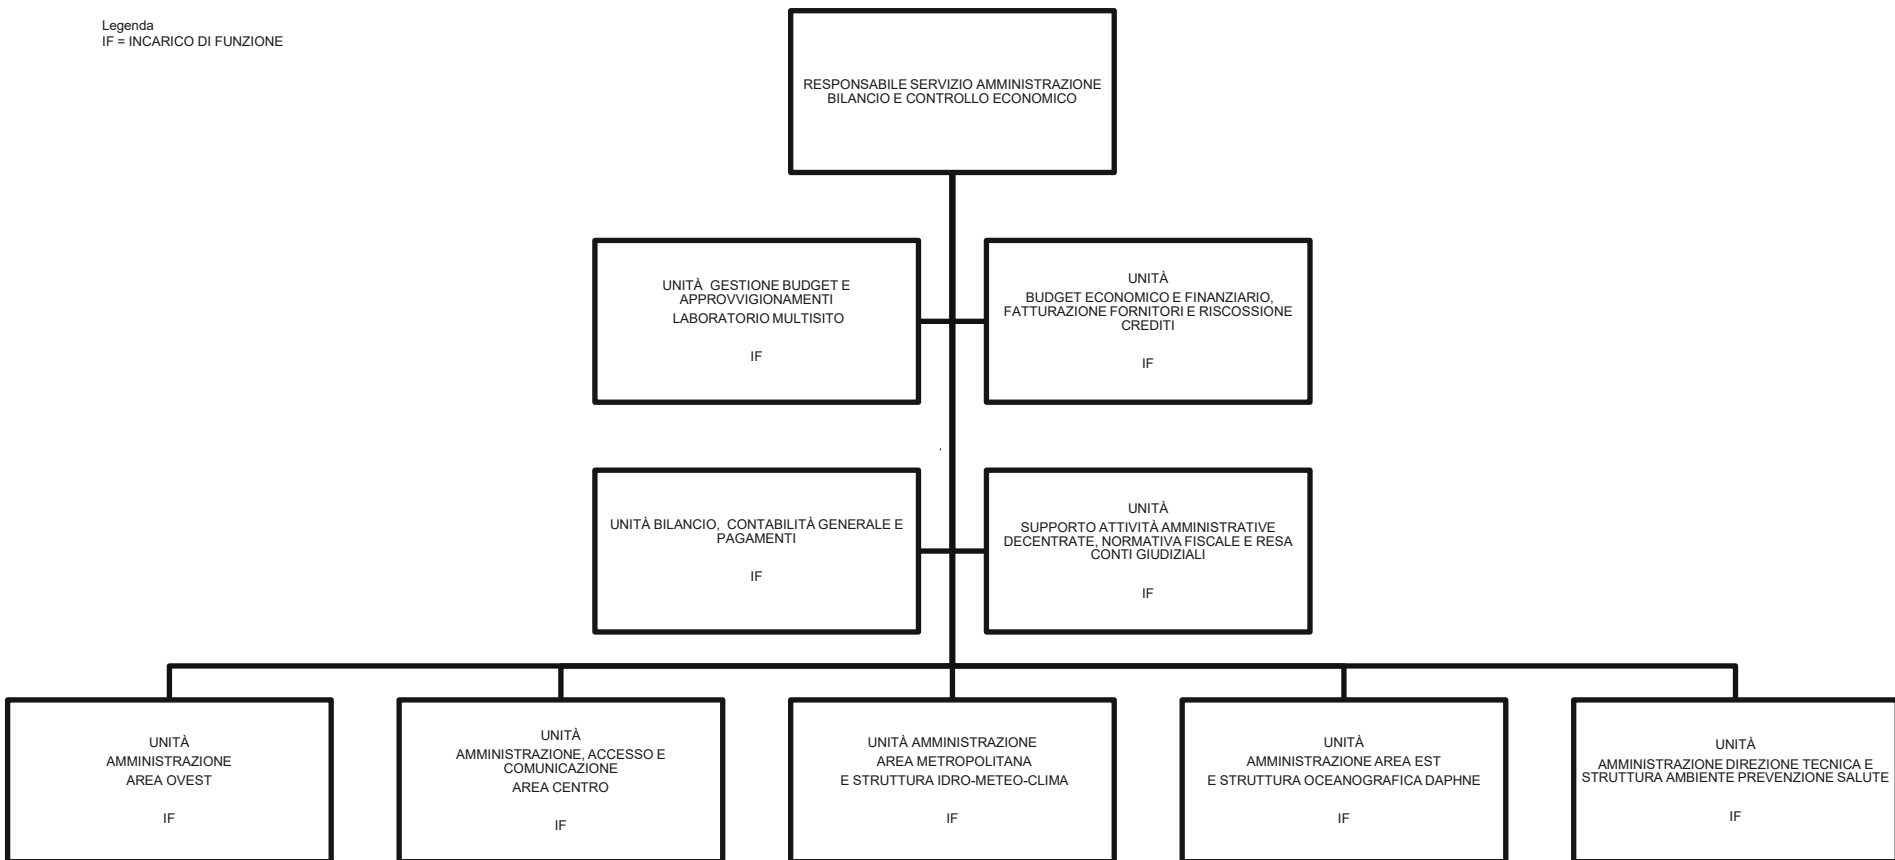 Legenda
IF = INCARICO DI FUNZIONE
RESPONSABILE SERVIZIO AMMINISTRAZIONE
BILANCIO E CONTROLLO ECONOMICO
UNITÀ GESTIONE BUDGET E
APPROVVIGIONAMENTI
LABORATORIO MULTISITO
IF
UNITÀ
BUDGET ECONOMICO E FINANZIARIO,
FATTURAZIONE FORNITORI E RISCOSSIONE
CREDITI
IF
UNITÀ BILANCIO, CONTABILITÀ GENERALE E
PAGAMENTI
IF
UNITÀ
SUPPORTO ATTIVITÀ AMMINISTRATIVE
DECENTRATE, NORMATIVA FISCALE E RESA
CONTI GIUDIZIALI
IF
UNITÀ
AMMINISTRAZIONE
AREA OVEST
IF
UNITÀ
AMMINISTRAZIONE, ACCESSO E
COMUNICAZIONE
AREA CENTRO
IF
UNITÀ AMMINISTRAZIONE
AREA METROPOLITANA
E STRUTTURA IDRO-METEO-CLIMA
IF
UNITÀ
AMMINISTRAZIONE AREA EST
E STRUTTURA OCEANOGRAFICA DAPHNE
IF
UNITÀ
AMMINISTRAZIONE DIREZIONE TECNICA E
STRUTTURA AMBIENTE PREVENZIONE SALUTE
IF